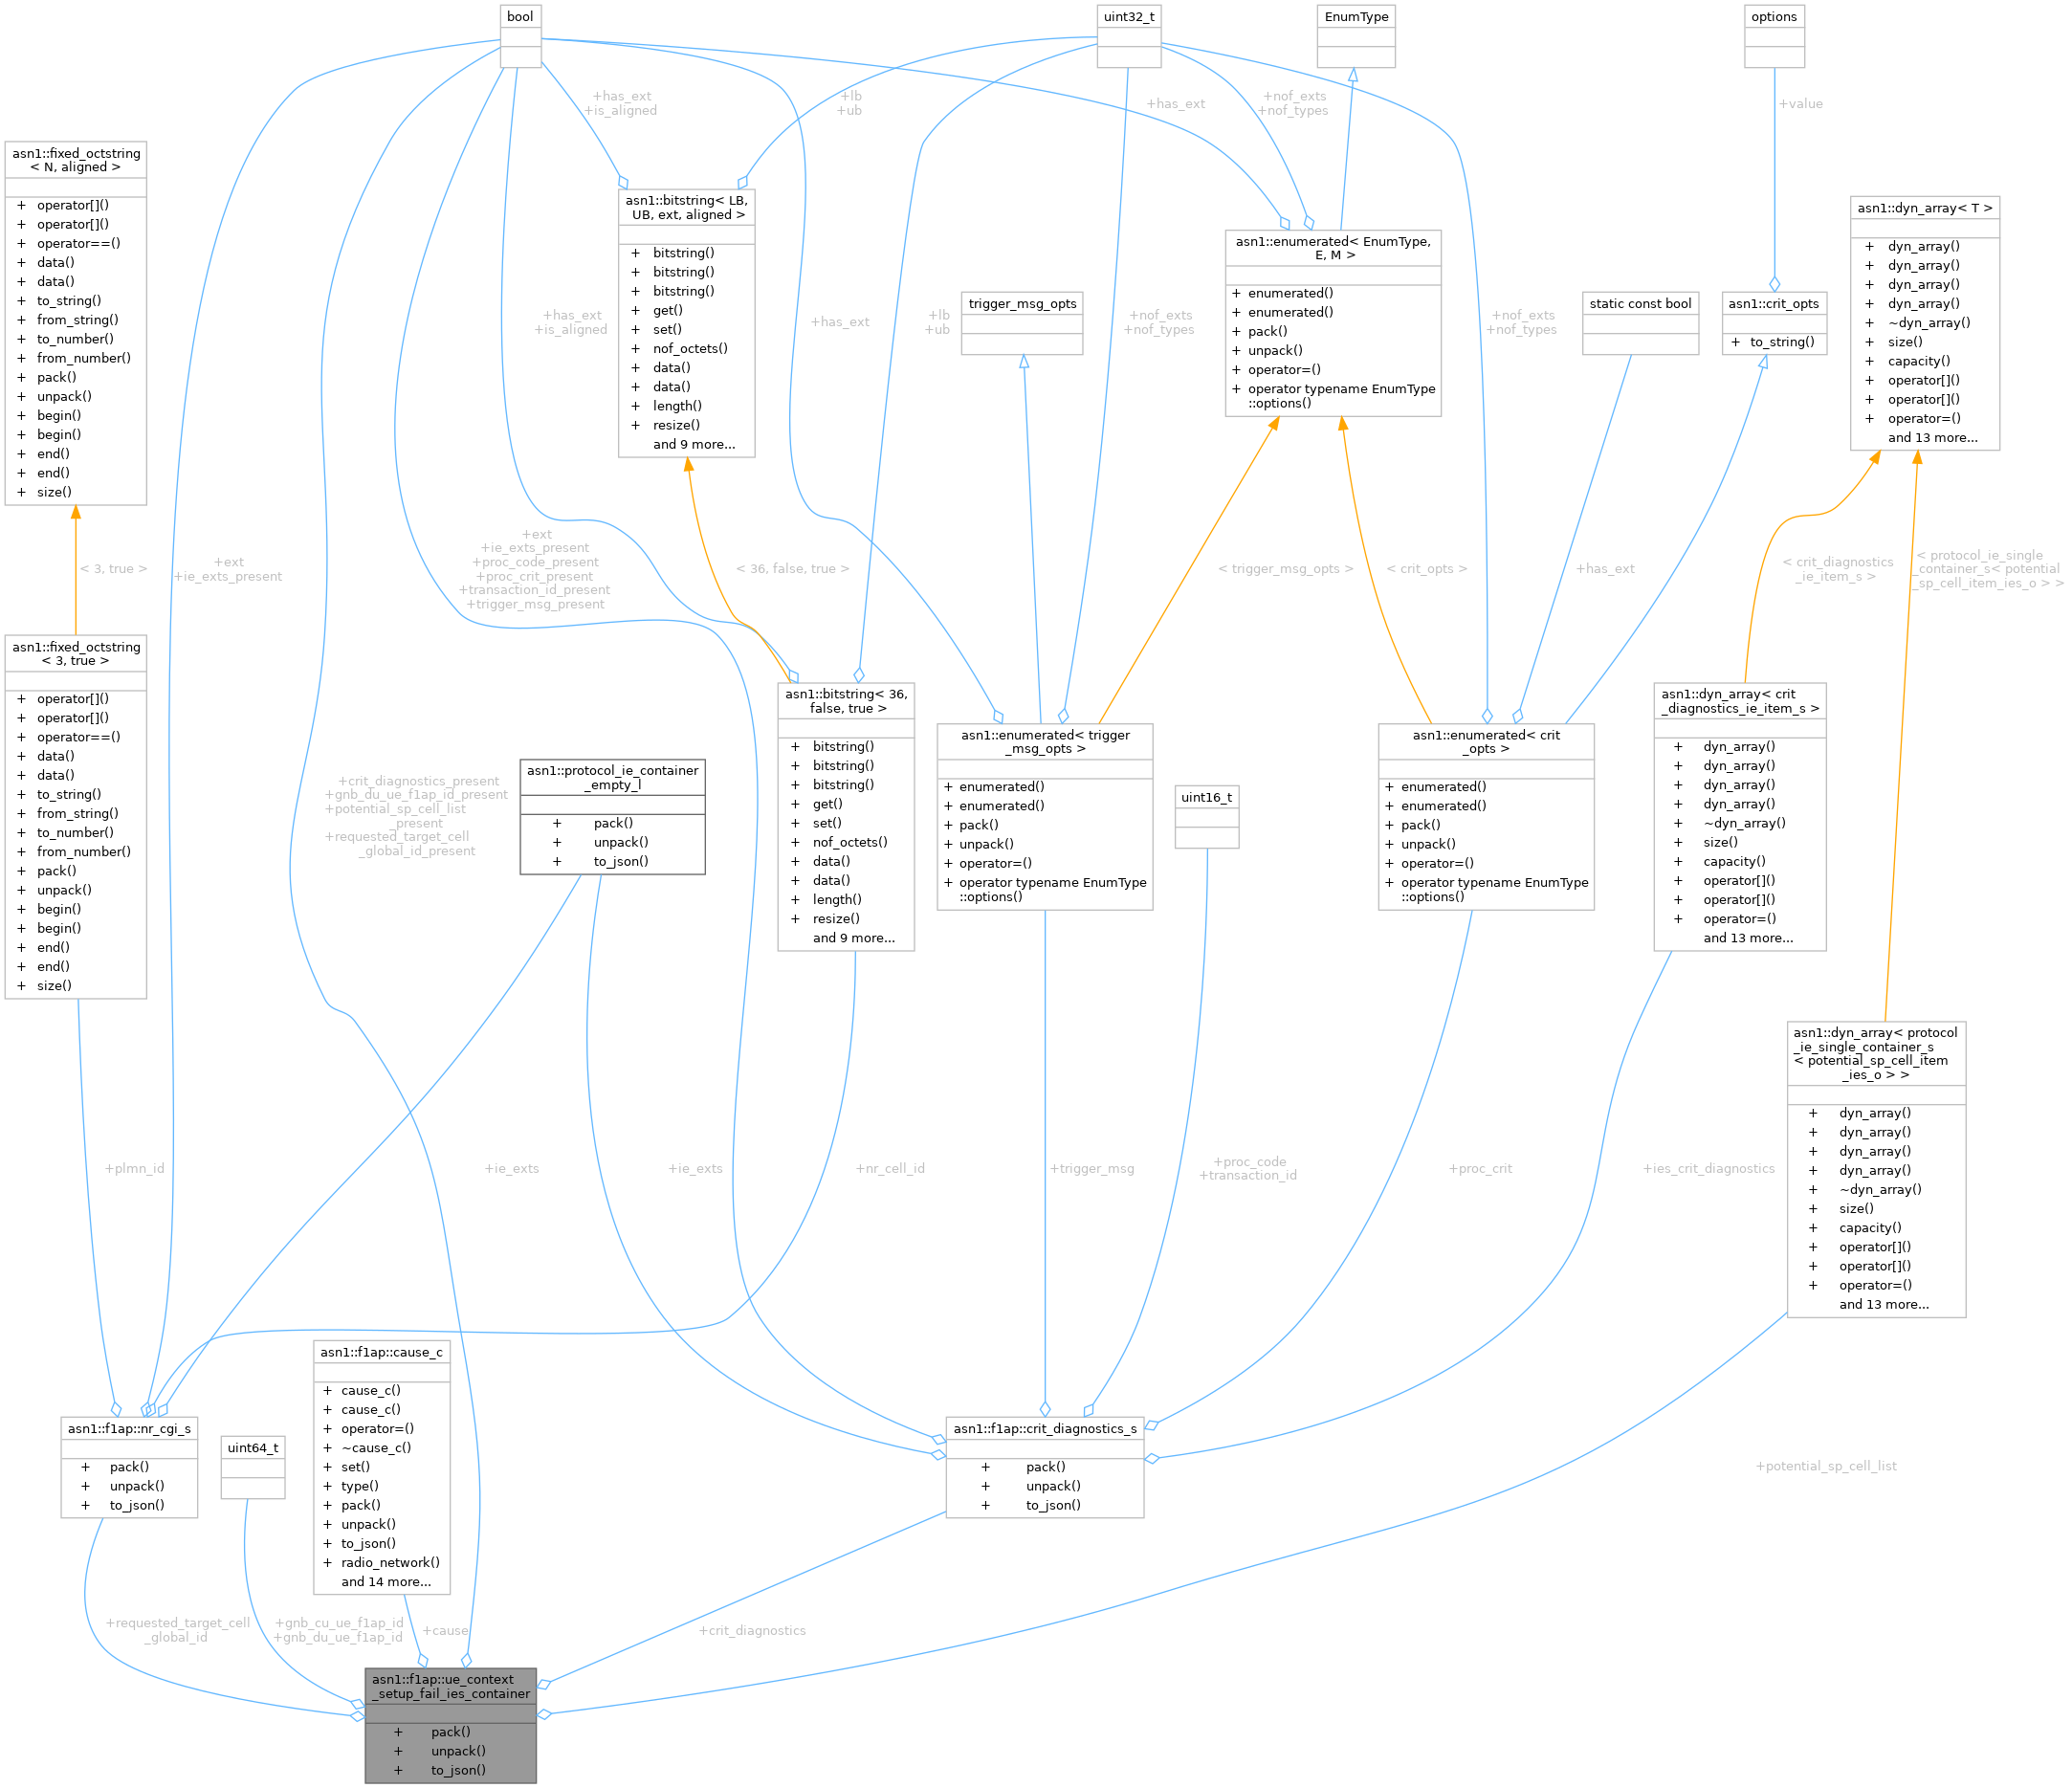 bool
uint32_t
EnumType
options
+has_ext
+is_aligned
+lb
+ub
+has_ext
+nof_exts
+nof_types
+value
asn1::fixed_octstring
< N, aligned >
+ operator[]()
+ operator[]()
+ operator==()
+ data()
+ data()
+ to_string()
+ from_string()
+ to_number()
+ from_number()
+ pack()
+ unpack()
+ begin()
+ begin()
+ end()
+ end()
+ size()
asn1::bitstring< LB,
UB, ext, aligned >
+ bitstring()
+ bitstring()
+ bitstring()
+ get()
+ set()
+ nof_octets()
+ data()
+ data()
+ length()
+ resize()
and 9 more...
asn1::enumerated< EnumType,
E, M >
+ enumerated()
+ enumerated()
+ pack()
+ unpack()
+ operator=()
+ operator typename EnumType
::options()
asn1::dyn_array< T >
+ dyn_array()
+ dyn_array()
+ dyn_array()
+ dyn_array()
+ ~dyn_array()
+ size()
+ capacity()
+ operator[]()
+ operator[]()
+ operator=()
and 13 more...
trigger_msg_opts
static const bool
asn1::crit_opts
+ to_string()
+has_ext
+is_aligned
+has_ext
+lb
+ub
+nof_exts
+nof_types
+nof_exts
+nof_types
< 3, true >
+ext
+ie_exts_present
+ext
+ie_exts_present
+proc_code_present
+proc_crit_present
+transaction_id_present
+trigger_msg_present
< 36, false, true >
< trigger_msg_opts >
< crit_opts >
+has_ext
< crit_diagnostics
_ie_item_s >
< protocol_ie_single
_container_s< potential
_sp_cell_item_ies_o > >
asn1::fixed_octstring
< 3, true >
+ operator[]()
+ operator[]()
+ operator==()
+ data()
+ data()
+ to_string()
+ from_string()
+ to_number()
+ from_number()
+ pack()
+ unpack()
+ begin()
+ begin()
+ end()
+ end()
+ size()
+crit_diagnostics_present
+gnb_du_ue_f1ap_id_present
+potential_sp_cell_list
_present
+requested_target_cell
_global_id_present
asn1::protocol_ie_container
_empty_l
+ pack()
+ unpack()
+ to_json()
asn1::bitstring< 36,
false, true >
+ bitstring()
+ bitstring()
+ bitstring()
+ get()
+ set()
+ nof_octets()
+ data()
+ data()
+ length()
+ resize()
and 9 more...
asn1::enumerated< trigger
_msg_opts >
+ enumerated()
+ enumerated()
+ pack()
+ unpack()
+ operator=()
+ operator typename EnumType
::options()
uint16_t
asn1::enumerated< crit
_opts >
+ enumerated()
+ enumerated()
+ pack()
+ unpack()
+ operator=()
+ operator typename EnumType
::options()
asn1::dyn_array< crit
_diagnostics_ie_item_s >
+ dyn_array()
+ dyn_array()
+ dyn_array()
+ dyn_array()
+ ~dyn_array()
+ size()
+ capacity()
+ operator[]()
+ operator[]()
+ operator=()
and 13 more...
asn1::dyn_array< protocol
_ie_single_container_s
< potential_sp_cell_item
_ies_o > >
+ dyn_array()
+ dyn_array()
+ dyn_array()
+ dyn_array()
+ ~dyn_array()
+ size()
+ capacity()
+ operator[]()
+ operator[]()
+ operator=()
and 13 more...
+plmn_id
+ie_exts
+ie_exts
+nr_cell_id
+trigger_msg
+proc_code
+transaction_id
+proc_crit
+ies_crit_diagnostics
asn1::f1ap::nr_cgi_s
+ pack()
+ unpack()
+ to_json()
uint64_t
asn1::f1ap::cause_c
+ cause_c()
+ cause_c()
+ operator=()
+ ~cause_c()
+ set()
+ type()
+ pack()
+ unpack()
+ to_json()
+ radio_network()
and 14 more...
asn1::f1ap::crit_diagnostics_s
+ pack()
+ unpack()
+ to_json()
+potential_sp_cell_list
+requested_target_cell
_global_id
+gnb_cu_ue_f1ap_id
+gnb_du_ue_f1ap_id
+cause
+crit_diagnostics
asn1::f1ap::ue_context
_setup_fail_ies_container
+ pack()
+ unpack()
+ to_json()